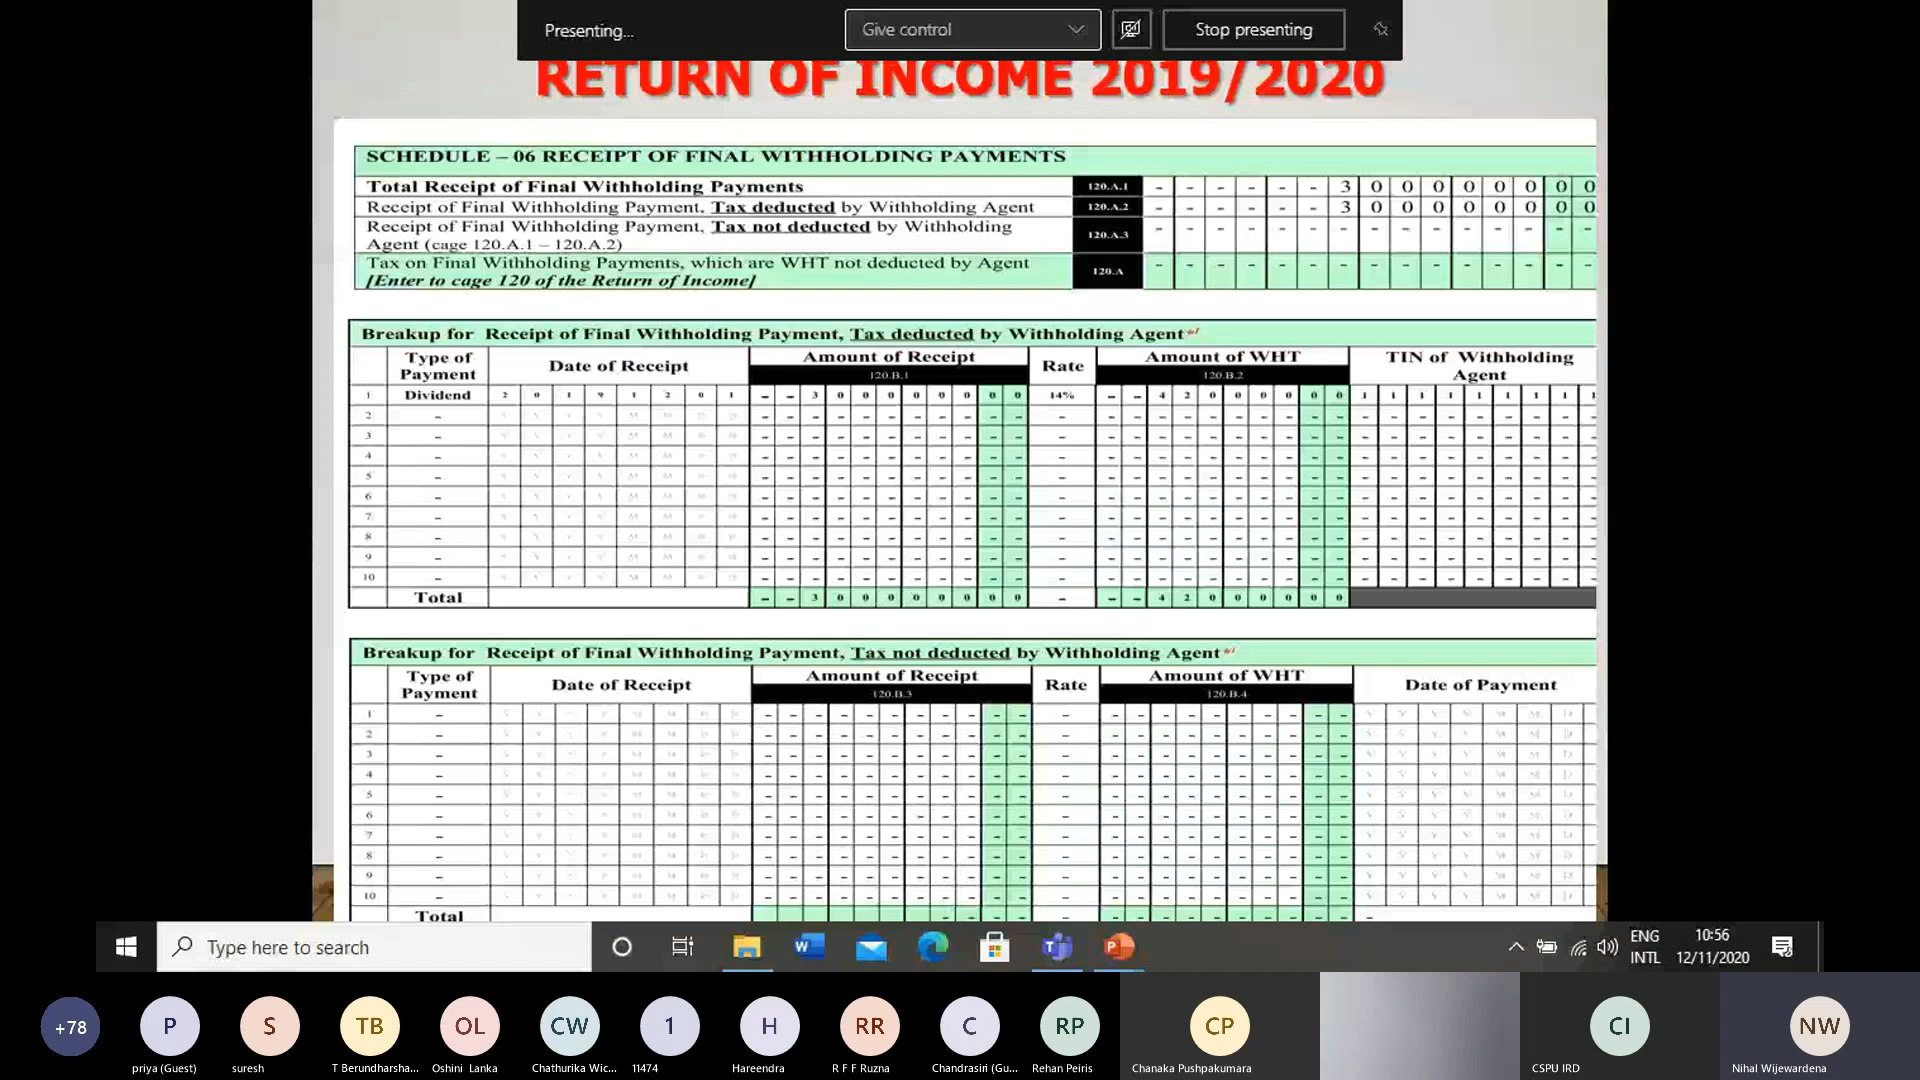 Presenting...
Give control
Stop presenting
RETURN OF INCOME 2019/2020
SCHEDULE – 06 RECEIPT OF FINAL WITHHOLDING PAYMENTS
Total Receipt of Final Withholding Payments 120.A.1 - - - - - - 3 0 0 0 0 0 0 0 0
Receipt of Final Withholding Payment, Tax deducted by Withholding Agent 120.A.2 - - - - - - 3 0 0 0 0 0 0 0 0
Receipt of Final Withholding Payment, Tax not deducted by Withholding
Agent (cage 120.A.1 – 120.A.2) 120.A.3 - - - - - - - - - - - - - - -
Tax on Final Withholding Payments, which are WHT not deducted by Agent
[Enter to cage 120 of the Return of Income] 120.A - - - - - - - - - - - - - - -
Breakup for Receipt of Final Withholding Payment, Tax deducted by Withholding Agent
Type of Payment Date of Receipt Amount of Receipt Rate Amount of WHT TIN of Withholding Agent
120.B.1 120.B.2
1 Dividend 2 0 1 9 1 2 0 1 - - 3 0 0 0 0 0 0 0 0 14% - - 4 2 0 0 0 0 0 0 1 1 1 1 1 1 1 1 1
2 -
3 -
4 -
5 -
6 -
7 -
8 -
9 -
10 -
Total - - 3 0 0 0 0 0 0 0 0 - - - 4 2 0 0 0 0 0 0
Breakup for Receipt of Final Withholding Payment, Tax not deducted by Withholding Agent
Type of Payment Date of Receipt Amount of Receipt Rate Amount of WHT Date of Payment
120.B.3 120.B.4
1 -
2 -
3 -
4 -
5 -
6 -
7 -
8 -
9 -
10 -
Total
Type here to search
ENG
INTL
10:56
12/11/2020
+78 P S TB OL CW 1 H RR C RP CP CI NW
priya (Guest) suresh T Berundharsha... Oshini Lanka Chathurika Wic... 11474 Hareendra R F F Ruzna Chandrasiri (Gu... Rehan Peiris Chanaka Pushpakumara CSPU IRD Nihal Wijewardena